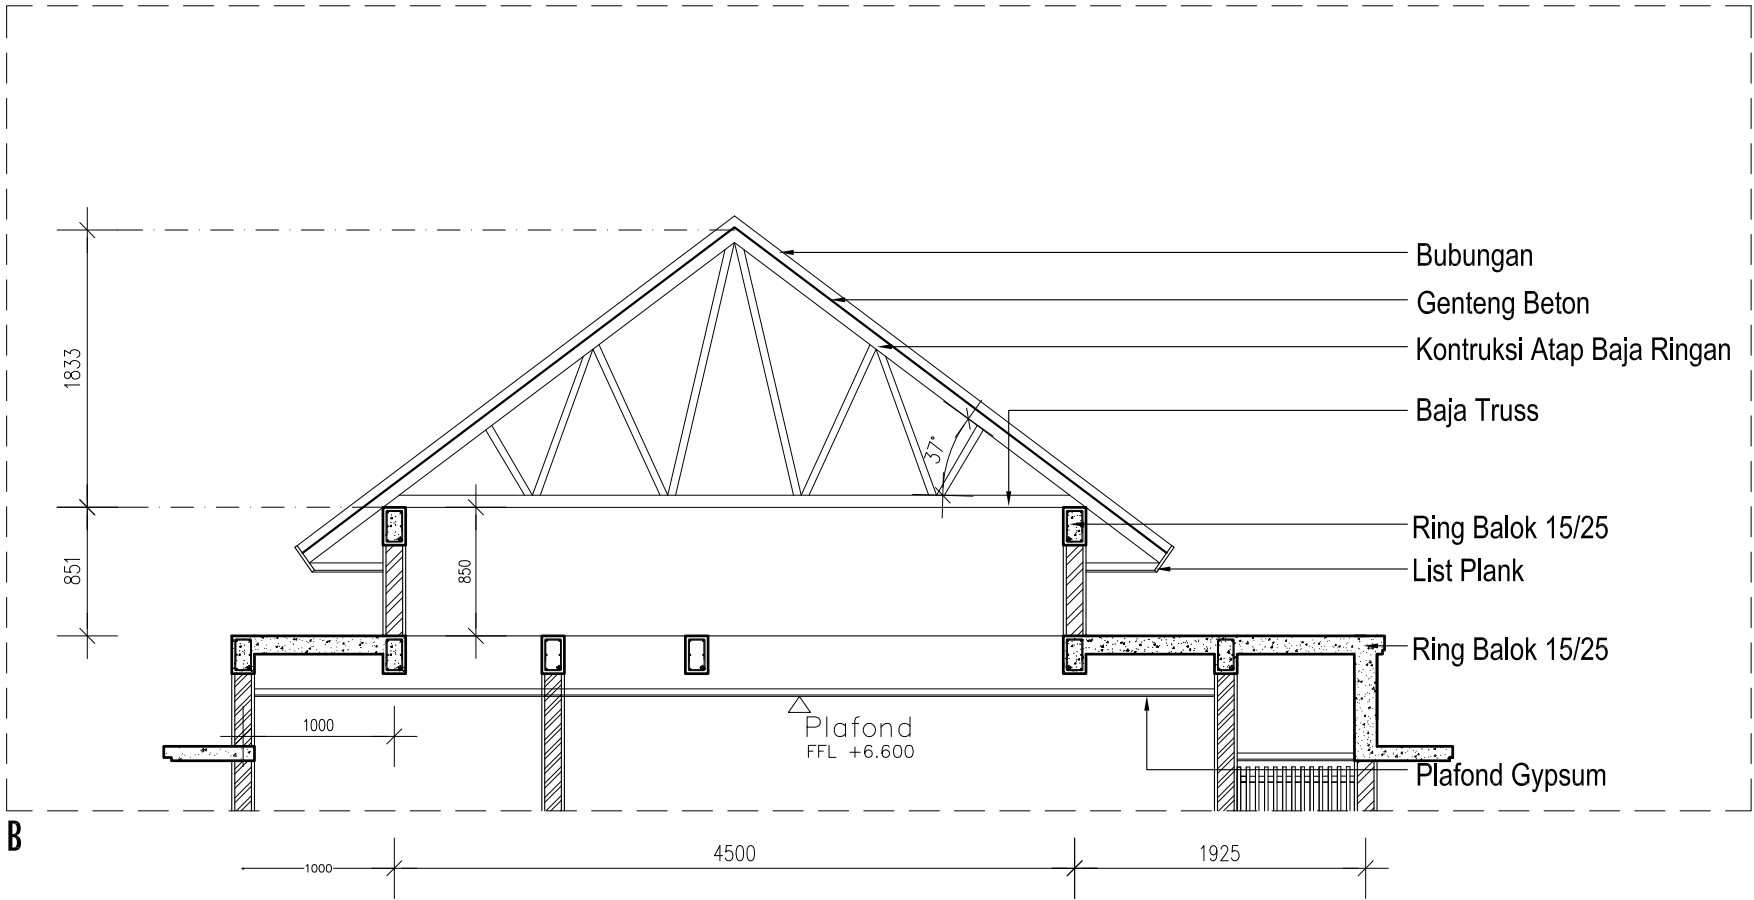 Bubungan
Genteng Beton
Kontruksi Atap Baja Ringan
1833
Baja Truss
37°
Ring Balok 15/25
851
850
List Plank
Ring Balok 15/25
1000
Plafond
FFL +6.600
Plafond Gypsum
B
1000
4500
1925